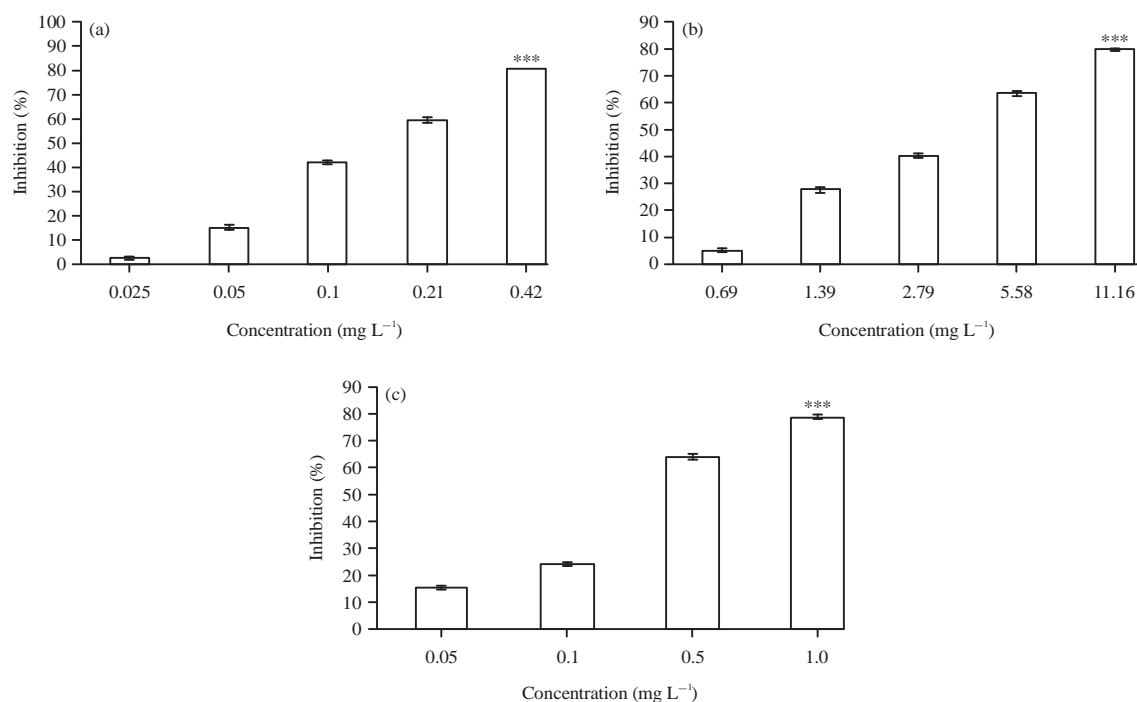 (a)
100
90
80
70
60
50
40
30
20
10
0
Inhibition (%)
***
0.025 0.05 0.1 0.21 0.42
Concentration (mg L⁻¹)
(b)
90
80
70
60
50
40
30
20
10
0
Inhibition (%)
***
0.69 1.39 2.79 5.58 11.16
Concentration (mg L⁻¹)
(c)
90
80
70
60
50
40
30
20
10
0
Inhibition (%)
***
0.05 0.1 0.5 1.0
Concentration (mg L⁻¹)